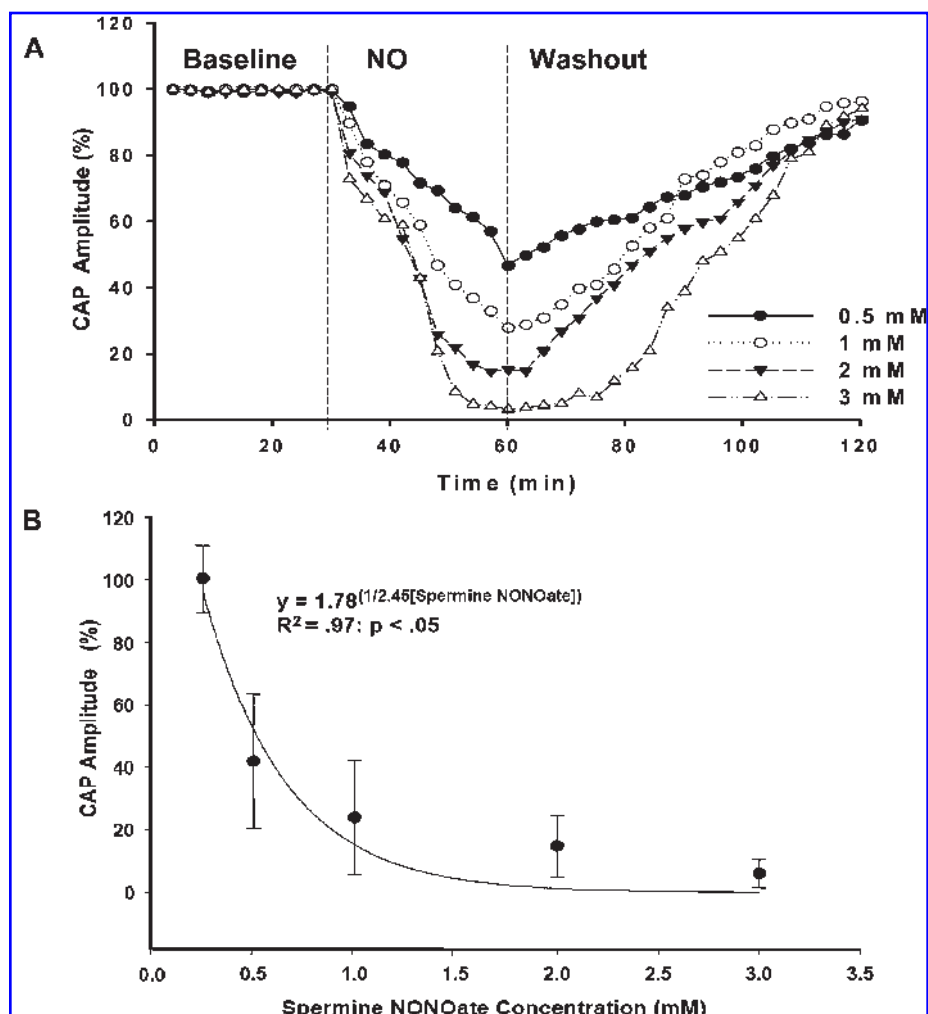 A
Baseline NO Washout
120
100
80
60
40
20
0
CAP Amplitude (%)
0.5 mM
1 mM
2 mM
3 mM
0 20 40 60 80 100 120
Time (min)
B
120
100
80
60
40
20
0
CAP Amplitude (%)
y = 1.78(1/2.45[Spermine NONOate])
R² = .97; p < .05
0.0 0.5 1.0 1.5 2.0 2.5 3.0 3.5
Spermine NONOate Concentration (mM)